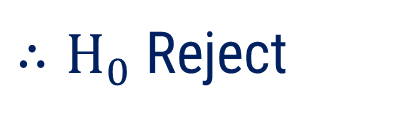 ∴ H₀ Reject